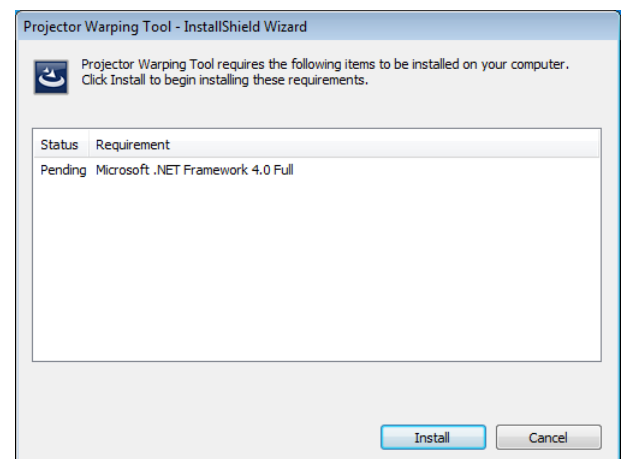 Projector Warping Tool - InstallShield Wizard
Projector Warping Tool requires the following items to be installed on your computer.
Click Install to begin installing these requirements.
Status Requirement
Pending Microsoft .NET Framework 4.0 Full
Install Cancel